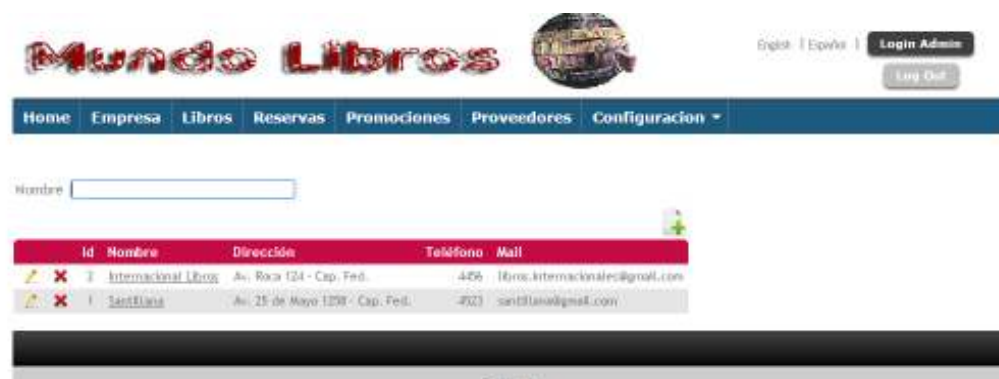 Mundo Libros
English | Español | Login Admin
Log Out
Home Empresa Libros Reservas Promociones Proveedores Configuracion
Nombre
Id Nombre Dirección Teléfono Mail
2 Internacional Libros Av. Roca 124 - Cap. Fed. 4456 libros.internacionales@gmail.com
1 Santillana Av. 25 de Mayo 1258 - Cap. Fed. 4523 santillana@gmail.com